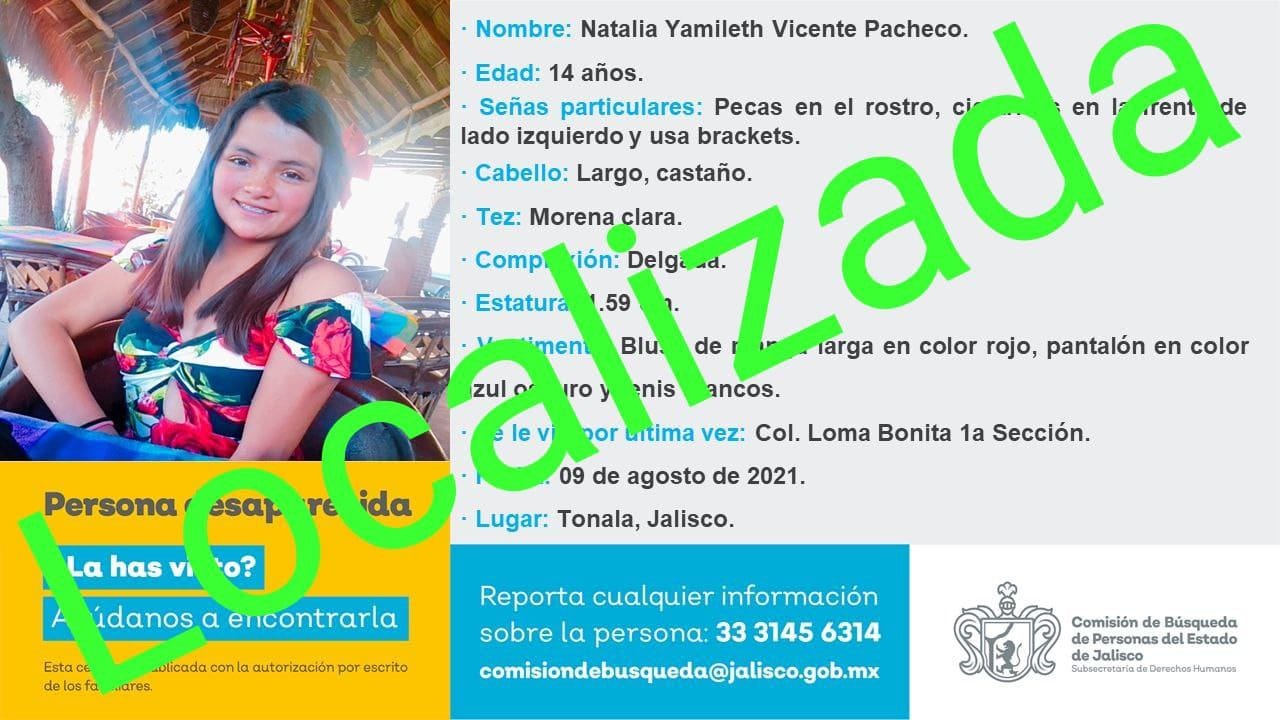 · Nombre: Natalia Yamileth Vicente Pacheco.
· Edad: 14 años.
· Señas particulares: Pecas en el rostro, en la frente de
lado izquierdo y usa brackets.
· Cabello: Largo, castaño.
· Tez: Morena clara.
· Complexión: Delgada.
· Estatura: 1.59 cm.
· Vestimenta: Blusa de manga larga en color rojo, pantalón en color
azul oscuro y tenis blancos.
· Se le vio por última vez: Col. Loma Bonita 1a Sección.
· 09 de agosto de 2021.
· Lugar: Tonala, Jalisco.
Localizada
Persona desaparecida
¿La has visto?
Ayúdanos a encontrarla
Esta publicada con la autorización por escrito
de los familiares.
Reporta cualquier información
sobre la persona: 33 3145 6314
comisiondebusqueda@jalisco.gob.mx
Comisión de Búsqueda
de Personas del Estado
de Jalisco
Subsecretaría de Derechos Humanos